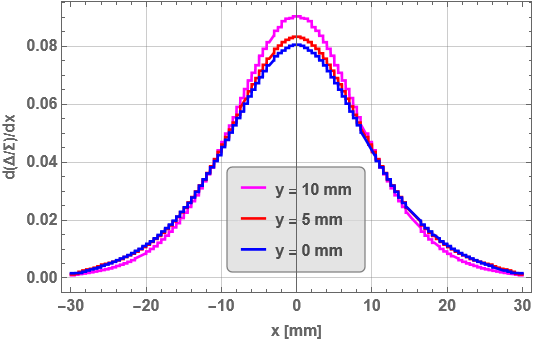 d(Δ/Σ)/dx
0.08
0.06
0.04
0.02
0.00
y = 10 mm
y = 5 mm
y = 0 mm
−30 −20 −10 0 10 20 30
x [mm]